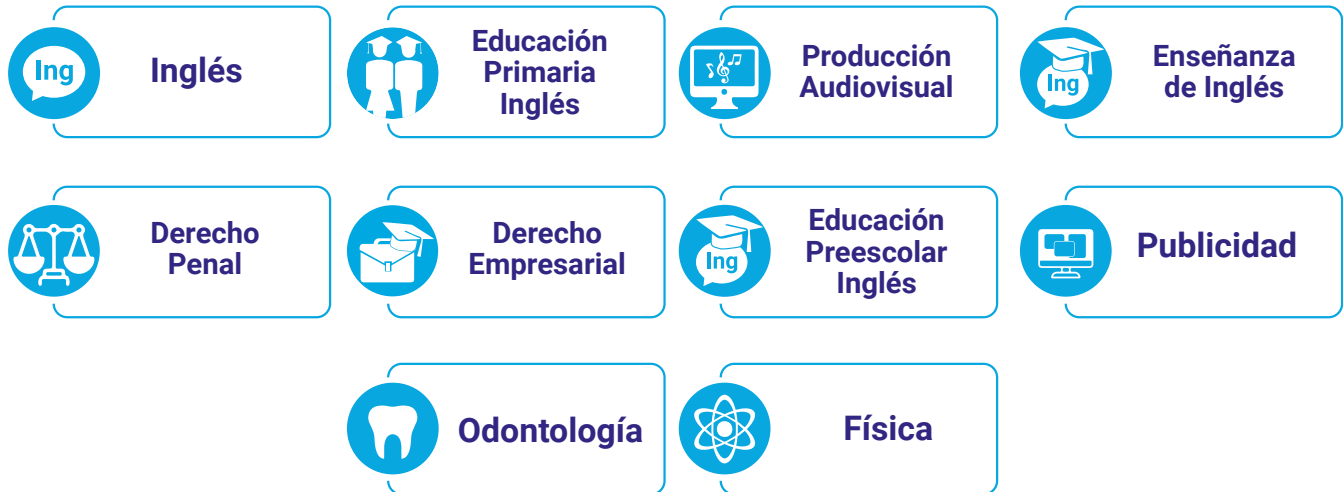 Ing
Inglés
Educación
Primaria
Inglés
Producción
Audiovisual
Ing
Enseñanza
de Inglés
Derecho
Penal
Derecho
Empresarial
Ing
Educación
Preescolar
Inglés
Publicidad
Odontología
Física